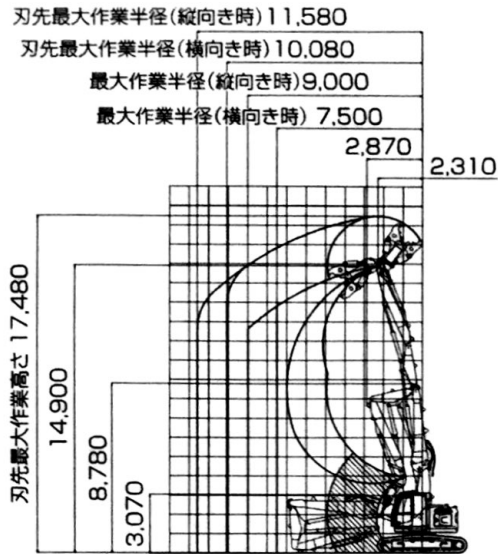 刃先最大作業半径(縦向き時)11,580
刃先最大作業半径(横向き時)10,080
最大作業半径(縦向き時)9,000
最大作業半径(横向き時) 7,500
2,870
2,310
刃先最大作業高さ 17,480
14,900
8,780
3,070